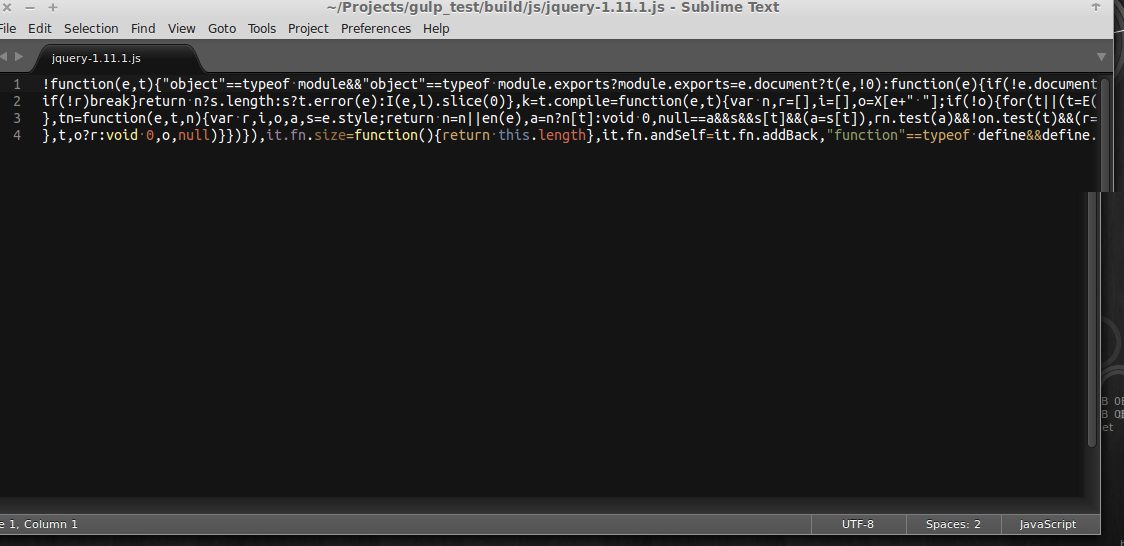 ~/Projects/gulp_test/build/js/jquery-1.11.1.js - Sublime Text
File Edit Selection Find View Goto Tools Project Preferences Help
jquery-1.11.1.js
1 !function(e,t){"object"==typeof module&&"object"==typeof module.exports?module.exports=e.document?t(e,!0):function(e){if(!e.document
2 if(!r)break}return n?s.length:s?t.error(e):I(e,l).slice(0)},k=t.compile=function(e,t){var n,r=[],i=[],o=X[e+" "];if(!o){for(t||(t=E(
3 },tn=function(e,t,n){var r,i,o,a,s=e.style;return n=n||en(e),a=n?n[t]:void 0,null==a&&s&&s[t]&&(a=s[t]),rn.test(a)&&!on.test(t)&&(r=
4 },t,o?r:void 0,o,null)}})}),it.fn.size=function(){return this.length},it.fn.andSelf=it.fn.addBack,"function"==typeof define&&define.
et
e 1, Column 1 UTF-8 Spaces: 2 JavaScript